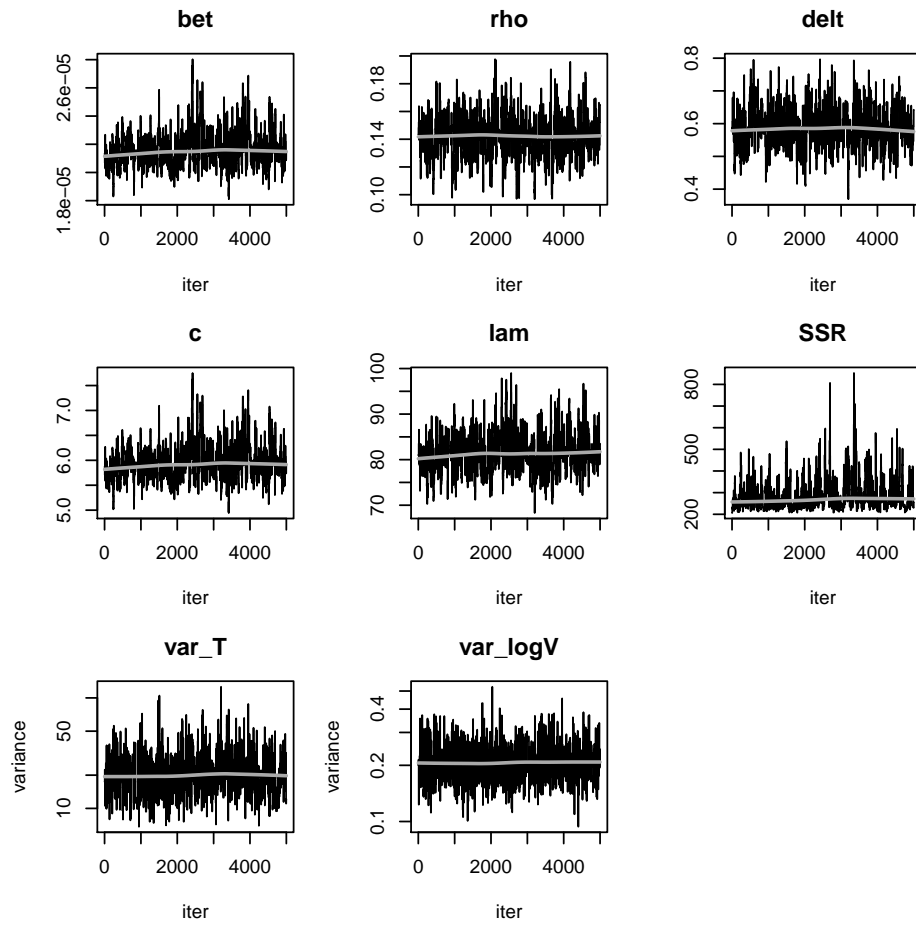 bet
1.8e−05 2.6e−05
0 2000 4000
iter
rho
0.10 0.14 0.18
0 2000 4000
iter
delt
0.4 0.6 0.8
0 2000 4000
iter
c
5.0 6.0 7.0
0 2000 4000
iter
lam
70 80 90 100
0 2000 4000
iter
SSR
200 500 800
0 2000 4000
iter
var_T
variance
10 50
0 2000 4000
iter
var_logV
variance
0.1 0.2 0.4
0 2000 4000
iter